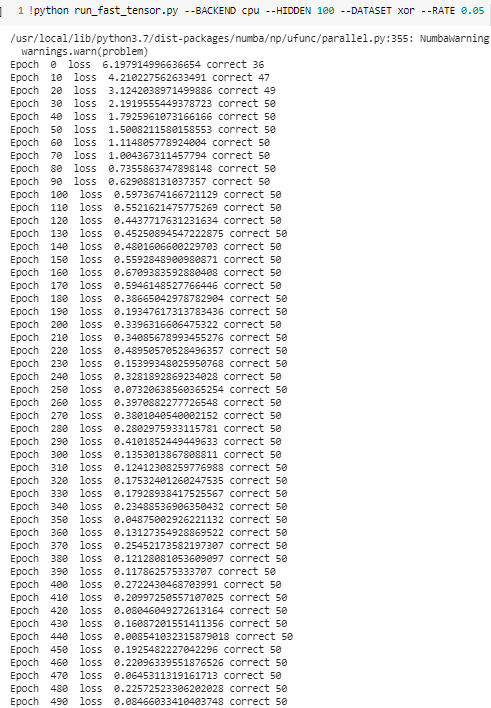 1 !python run_fast_tensor.py --BACKEND cpu --HIDDEN 100 --DATASET xor --RATE 0.05
/usr/local/lib/python3.7/dist-packages/numba/np/ufunc/parallel.py:355: NumbaWarning
warnings.warn(problem)
Epoch 0 loss 6.197914996636654 correct 36
Epoch 10 loss 4.210227562633491 correct 47
Epoch 20 loss 3.1242038971499886 correct 49
Epoch 30 loss 2.1919555449378723 correct 50
Epoch 40 loss 1.7925961073166166 correct 50
Epoch 50 loss 1.5008211580158553 correct 50
Epoch 60 loss 1.114805778924004 correct 50
Epoch 70 loss 1.004367311457794 correct 50
Epoch 80 loss 0.7355863747898148 correct 50
Epoch 90 loss 0.629088131037357 correct 50
Epoch 100 loss 0.5973674166721129 correct 50
Epoch 110 loss 0.5521621475775269 correct 50
Epoch 120 loss 0.4437717631231634 correct 50
Epoch 130 loss 0.45250894547222875 correct 50
Epoch 140 loss 0.4801606600229703 correct 50
Epoch 150 loss 0.5592848900980871 correct 50
Epoch 160 loss 0.6709383592880408 correct 50
Epoch 170 loss 0.5946148527766446 correct 50
Epoch 180 loss 0.38665042978782904 correct 50
Epoch 190 loss 0.19347617313783436 correct 50
Epoch 200 loss 0.3396316606475322 correct 50
Epoch 210 loss 0.34085678993455276 correct 50
Epoch 220 loss 0.48950570528496357 correct 50
Epoch 230 loss 0.15399348025950768 correct 50
Epoch 240 loss 0.3281892869234028 correct 50
Epoch 250 loss 0.07320638560365254 correct 50
Epoch 260 loss 0.3970882277726548 correct 50
Epoch 270 loss 0.3801040540002152 correct 50
Epoch 280 loss 0.2802975933115781 correct 50
Epoch 290 loss 0.4101852449449633 correct 50
Epoch 300 loss 0.1353013867808811 correct 50
Epoch 310 loss 0.12412308259776988 correct 50
Epoch 320 loss 0.17532401260247535 correct 50
Epoch 330 loss 0.17928938417525567 correct 50
Epoch 340 loss 0.23488536906350432 correct 50
Epoch 350 loss 0.04875002926221132 correct 50
Epoch 360 loss 0.13127354928869522 correct 50
Epoch 370 loss 0.25452173582197307 correct 50
Epoch 380 loss 0.12128081053609097 correct 50
Epoch 390 loss 0.117862575333707 correct 50
Epoch 400 loss 0.2722430468703991 correct 50
Epoch 410 loss 0.20997250557107025 correct 50
Epoch 420 loss 0.08046049272613164 correct 50
Epoch 430 loss 0.16087201551411356 correct 50
Epoch 440 loss 0.008541032315879018 correct 50
Epoch 450 loss 0.1925482227042296 correct 50
Epoch 460 loss 0.22096339551876526 correct 50
Epoch 470 loss 0.0645311319161713 correct 50
Epoch 480 loss 0.22572523306202028 correct 50
Epoch 490 loss 0.08466033410403748 correct 50